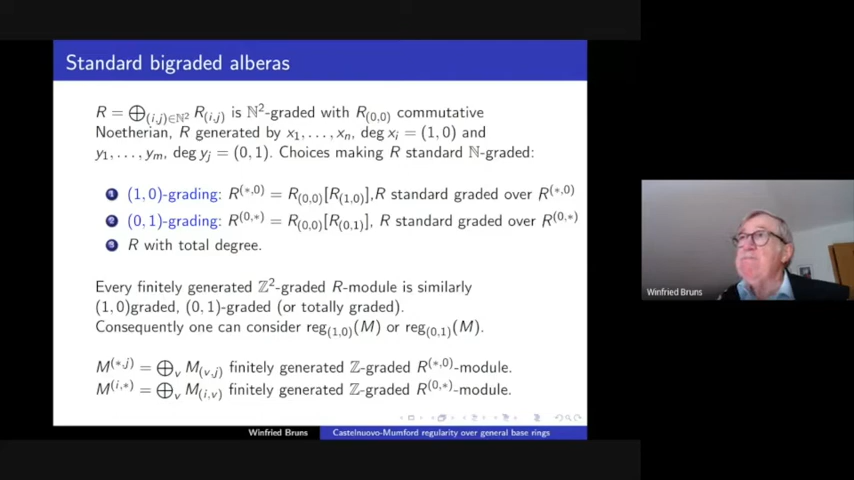 Standard bigraded alberas
R = ⊕_{(i,j)∈ℕ²} R_{(i,j)} is ℕ²-graded with R_{(0,0)} commutative
Noetherian, R generated by x₁, . . . , xₙ, deg xᵢ = (1, 0) and
y₁, . . . , yₘ, deg yⱼ = (0, 1). Choices making R standard ℕ-graded:
1 (1, 0)-grading: R^{(*,0)} = R_{(0,0)}[R_{(1,0)}],R standard graded over R^{(*,0)}
2 (0, 1)-grading: R^{(0,*)} = R_{(0,0)}[R_{(0,1)}], R standard graded over R^{(0,*)}
3 R with total degree.
Every finitely generated ℤ²-graded R-module is similarly
(1, 0)graded, (0, 1)-graded (or totally graded).
Consequently one can consider reg_{(1,0)}(M) or reg_{(0,1)}(M).
M^{(*,j)} = ⊕_v M_{(v,j)} finitely generated ℤ-graded R^{(*,0)}-module.
M^{(i,*)} = ⊕_v M_{(i,v)} finitely generated ℤ-graded R^{(0,*)}-module.
Winfried Bruns Castelnuovo-Mumford regularity over general base rings
Winfried Bruns